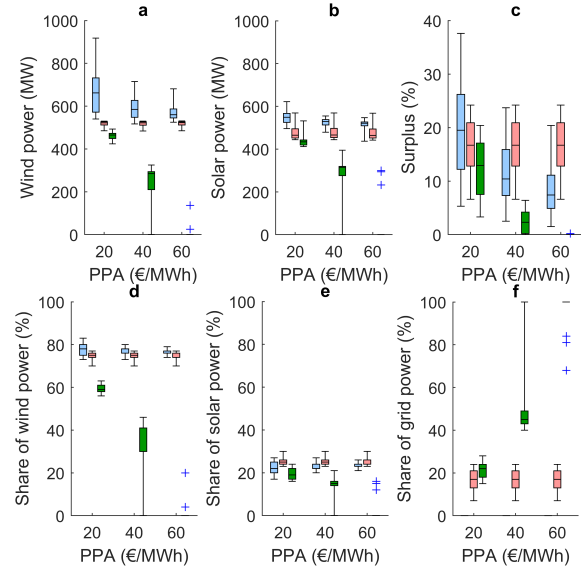 a
1000
800
600
400
200
0
Wind power (MW)
20 40 60
PPA (€/MWh)
b
1000
800
600
400
200
0
Solar power (MW)
20 40 60
PPA (€/MWh)
c
40
30
20
10
0
Surplus (%)
20 40 60
PPA (€/MWh)
d
100
80
60
40
20
0
Share of wind power (%)
20 40 60
PPA (€/MWh)
e
100
80
60
40
20
0
Share of solar power (%)
20 40 60
PPA (€/MWh)
f
100
80
60
40
20
0
Share of grid power (%)
20 40 60
PPA (€/MWh)